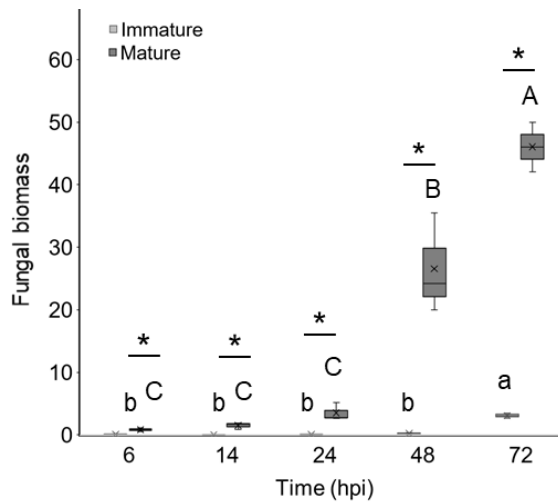 Immature
Mature
Fungal biomass
60
50
40
30
20
10
0
* * * * *
b C b C b C b B a A
6 14 24 48 72
Time (hpi)